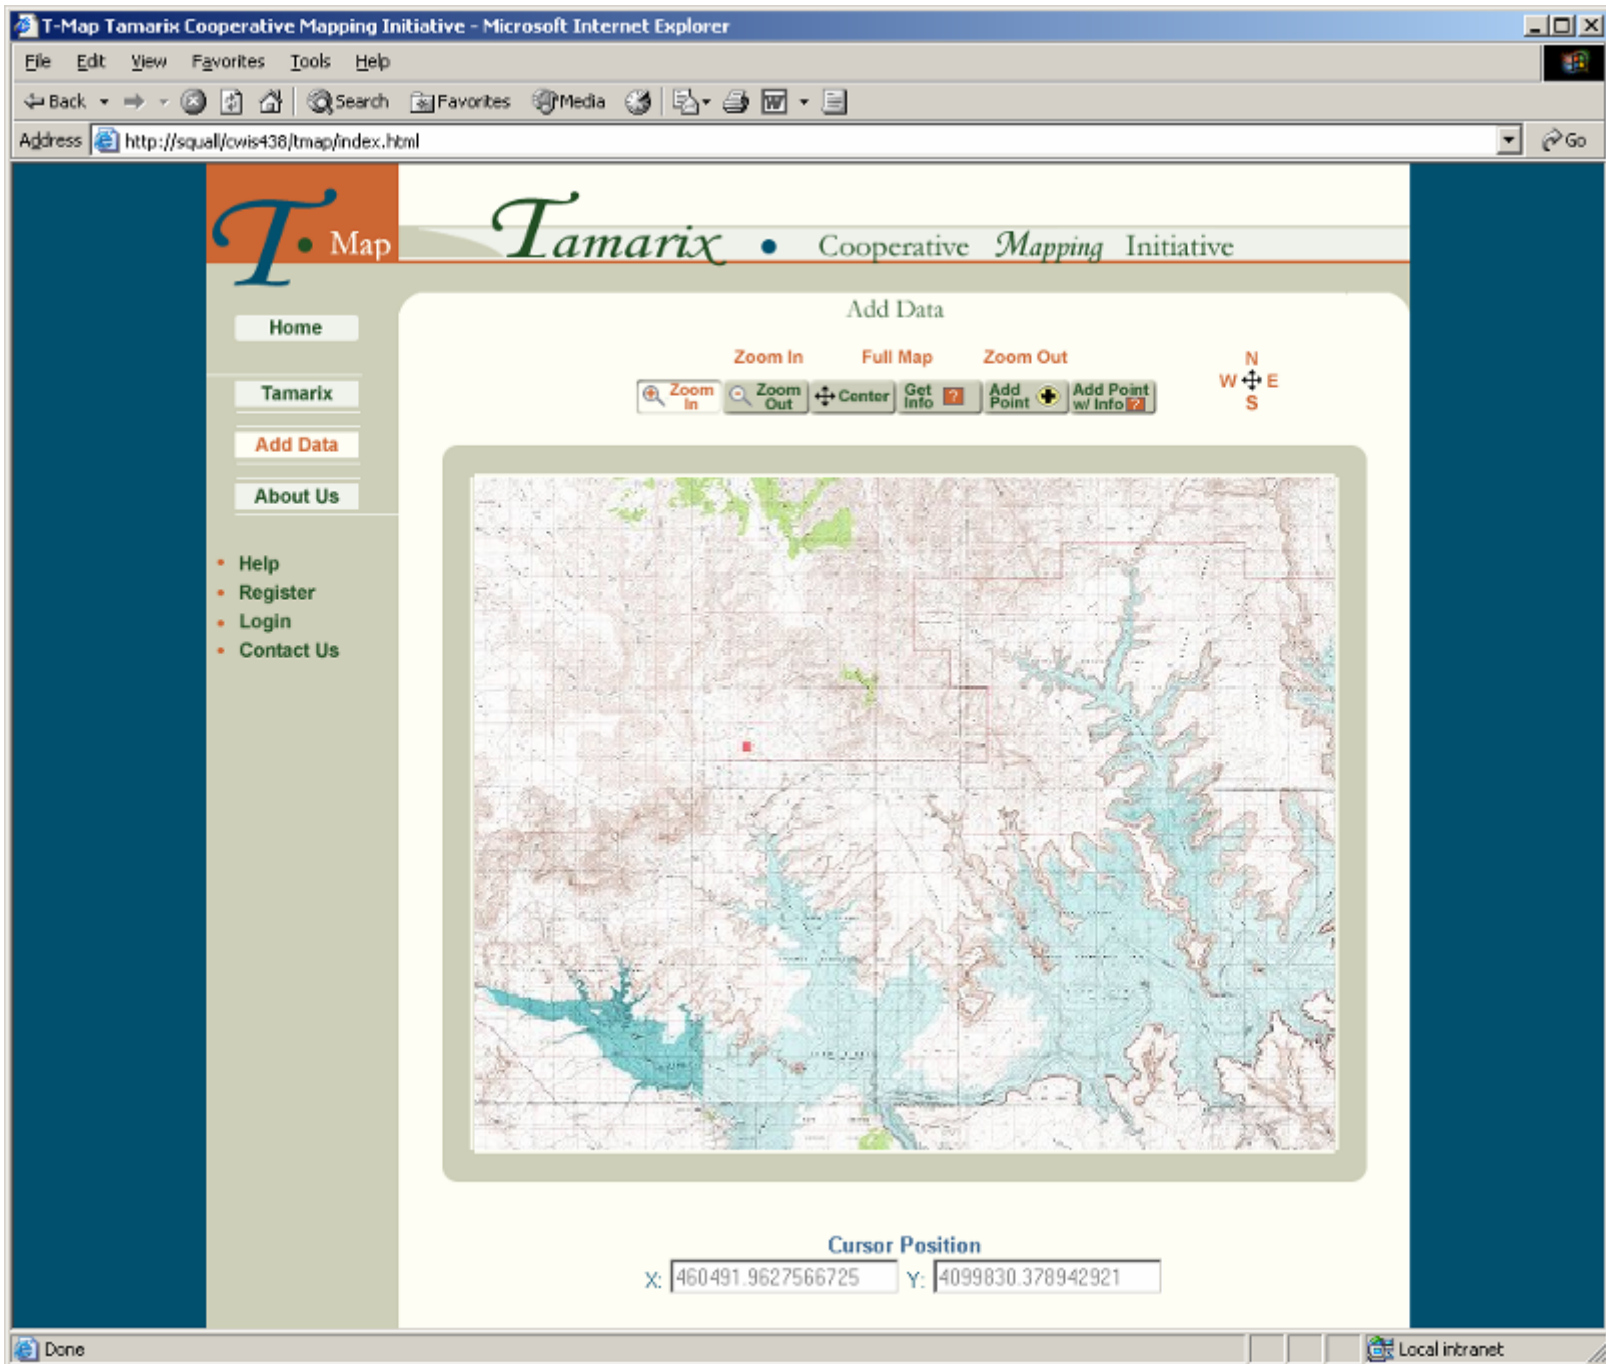 T-Map Tamarix Cooperative Mapping Initiative - Microsoft Internet Explorer
File Edit View Favorites Tools Help
Back Search Favorites Media
Address http://squall/cwis438/tmap/index.html Go
T • Map Tamarix • Cooperative Mapping Initiative
Add Data
Home
Zoom In Full Map Zoom Out
N
W E
S
Zoom In Zoom Out Center Get Info ? Add Point Add Point w/ Info ?
Tamarix
Add Data
About Us
• Help
• Register
• Login
• Contact Us
Cursor Position
X: 460491.9627566725 Y: 4099830.378942921
Done Local intranet